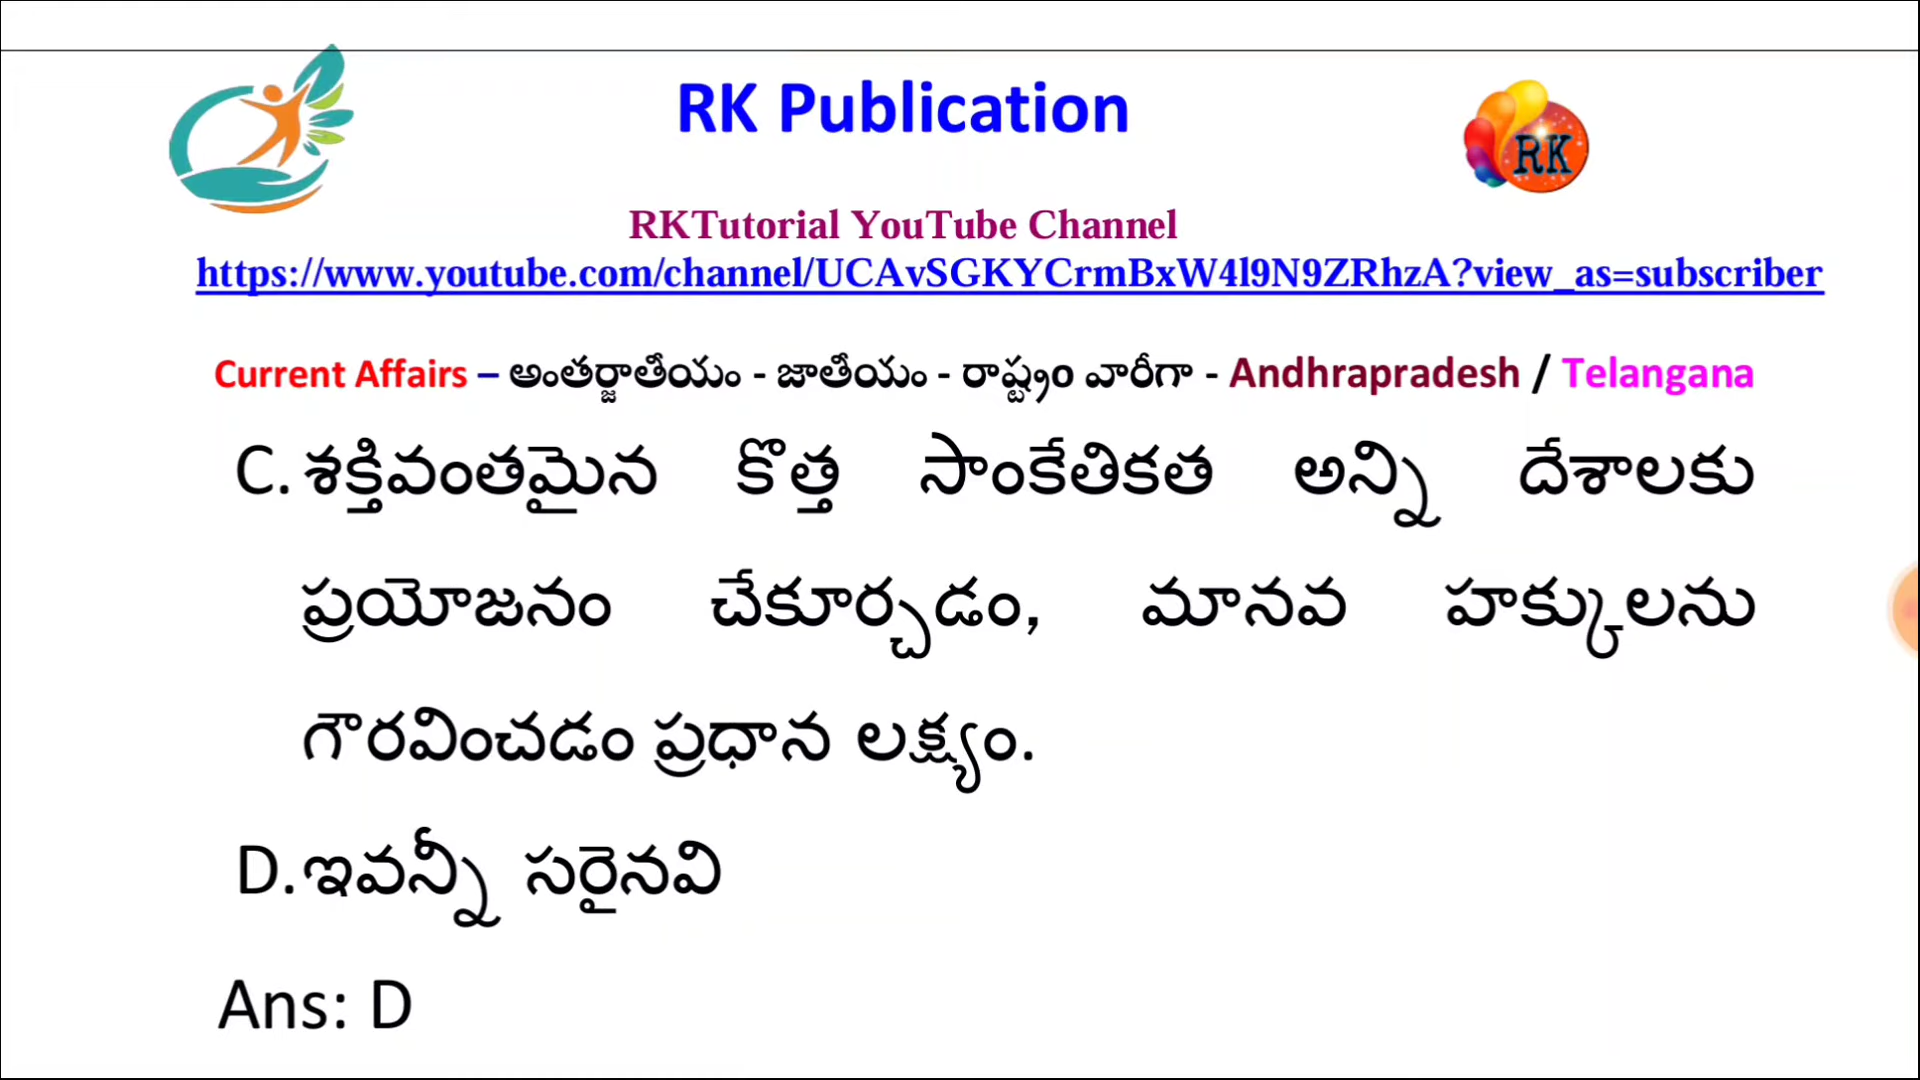 RK Publication
RK
RKTutorial YouTube Channel
https://www.youtube.com/channel/UCAvSGKYCrmBxW4l9N9ZRhzA?view_as=subscriber
Current Affairs – అంతర్జాతీయం - జాతీయం - రాష్ట్రం వారీగా - Andhrapradesh / Telangana
C. శక్తివంతమైన కొత్త సాంకేతికత అన్ని దేశాలకు
ప్రయోజనం చేకూర్చడం, మానవ హక్కులను
గౌరవించడం ప్రధాన లక్ష్యం.
D. ఇవన్నీ సరైనవి
Ans: D